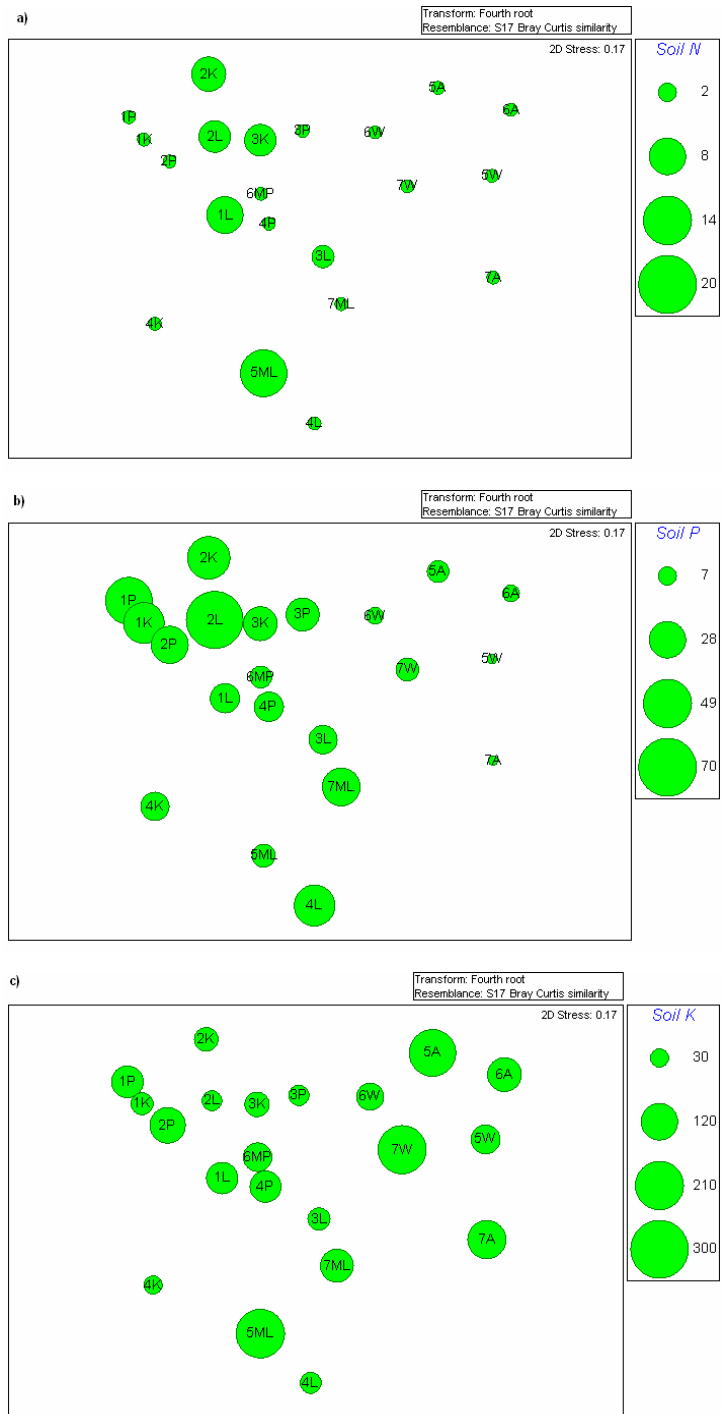 a)
Transform: Fourth root
Resemblance: S17 Bray Curtis similarity
2D Stress: 0.17
Soil N
2K
5A
2
6A
1P
3P
6W
1K
2L
3K
2P
8
5W
7W
6MP
1L
4P
14
3L
7A
20
7ML
4K
5ML
4L
b)
Transform: Fourth root
Resemblance: S17 Bray Curtis similarity
2D Stress: 0.17
Soil P
2K
5A
7
6A
1P
3P
6W
1K
2L
3K
28
2P
5W
7W
6MP
1L
4P
49
3L
7A
70
7ML
4K
5ML
4L
c)
Transform: Fourth root
Resemblance: S17 Bray Curtis similarity
2D Stress: 0.17
Soil K
2K
5A
30
6A
1P
3P
6W
1K
2L
3K
2P
120
5W
7W
6MP
1L
4P
210
3L
7A
300
7ML
4K
5ML
4L